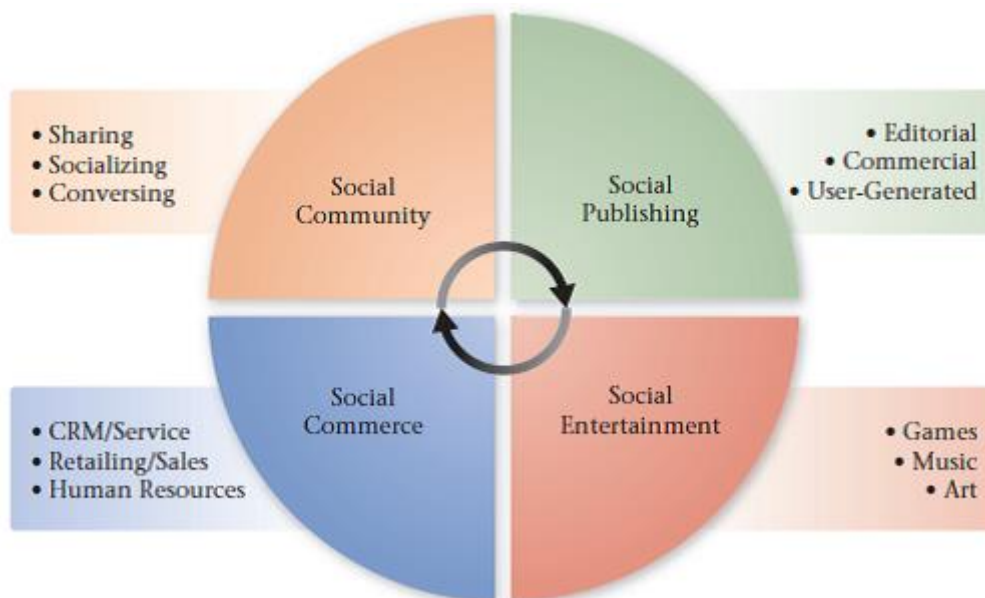 • Sharing
• Socializing
• Conversing
Social
Community
Social
Publishing
• Editorial
• Commercial
• User-Generated
• CRM/Service
• Retailing/Sales
• Human Resources
Social
Commerce
Social
Entertainment
• Games
• Music
• Art